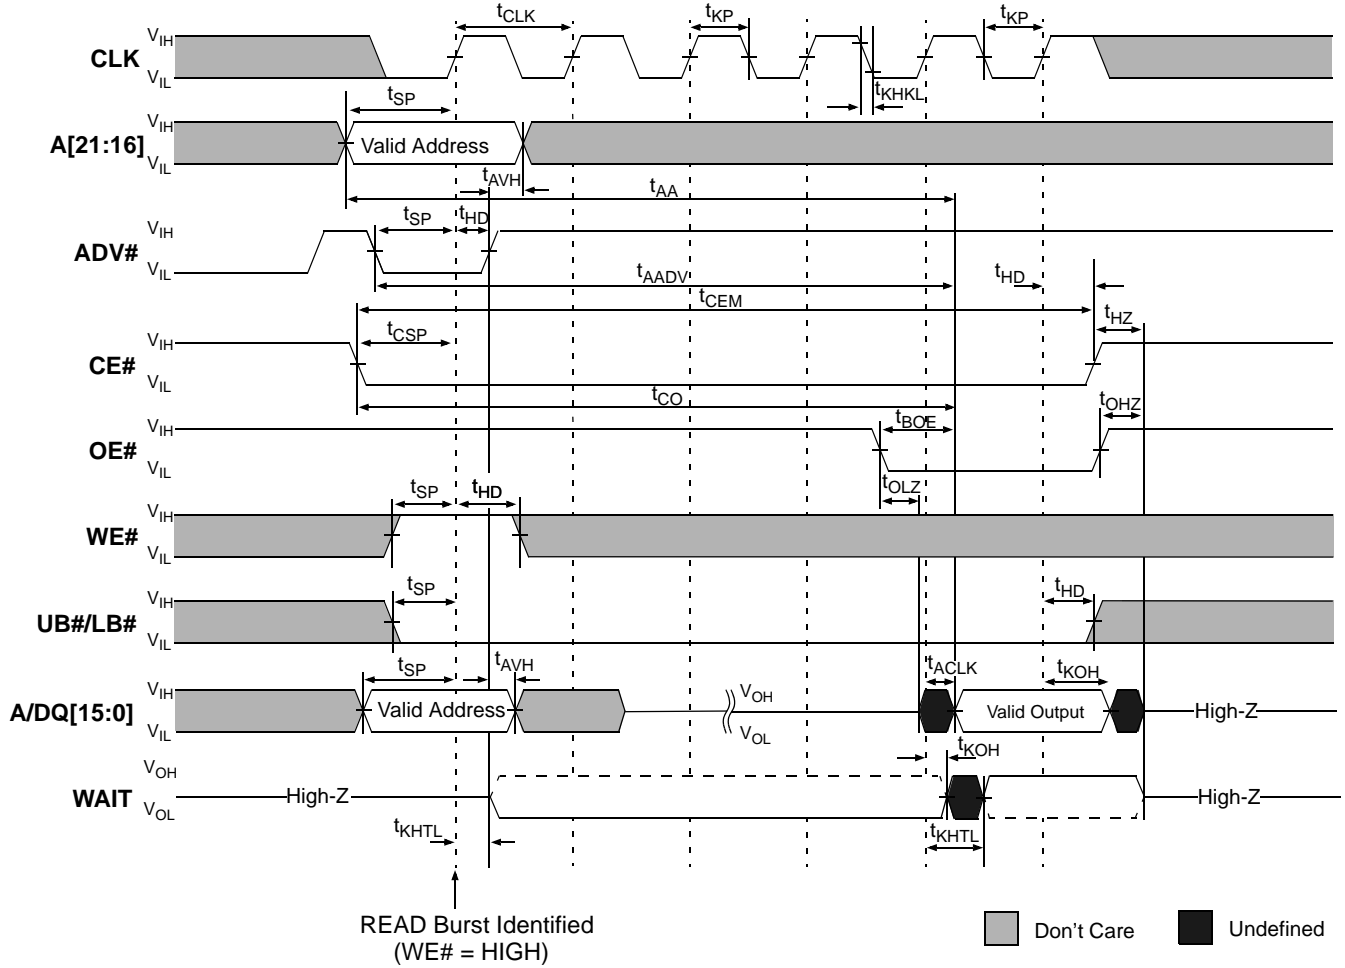 tCLK tKP tKP
CLK VIH VIL
tSP tKHKL
A[21:16] VIH VIL Valid Address
tAVH tAA
tSP tHD
ADV# VIH VIL
tAADV tHD
tCEM tHZ
tCSP
CE# VIH VIL
tCO tOHZ
tBOE
OE# VIH VIL
tSP tHD tOLZ
WE# VIH VIL
tSP tHD
UB#/LB# VIH VIL
tSP tAVH tACLK tKOH
A/DQ[15:0] VIH VIL Valid Address VOH VOL Valid Output High-Z
tKOH
WAIT VOH VOL High-Z High-Z
tKHTL tKHTL
READ Burst Identified
(WE# = HIGH)
Don't Care Undefined